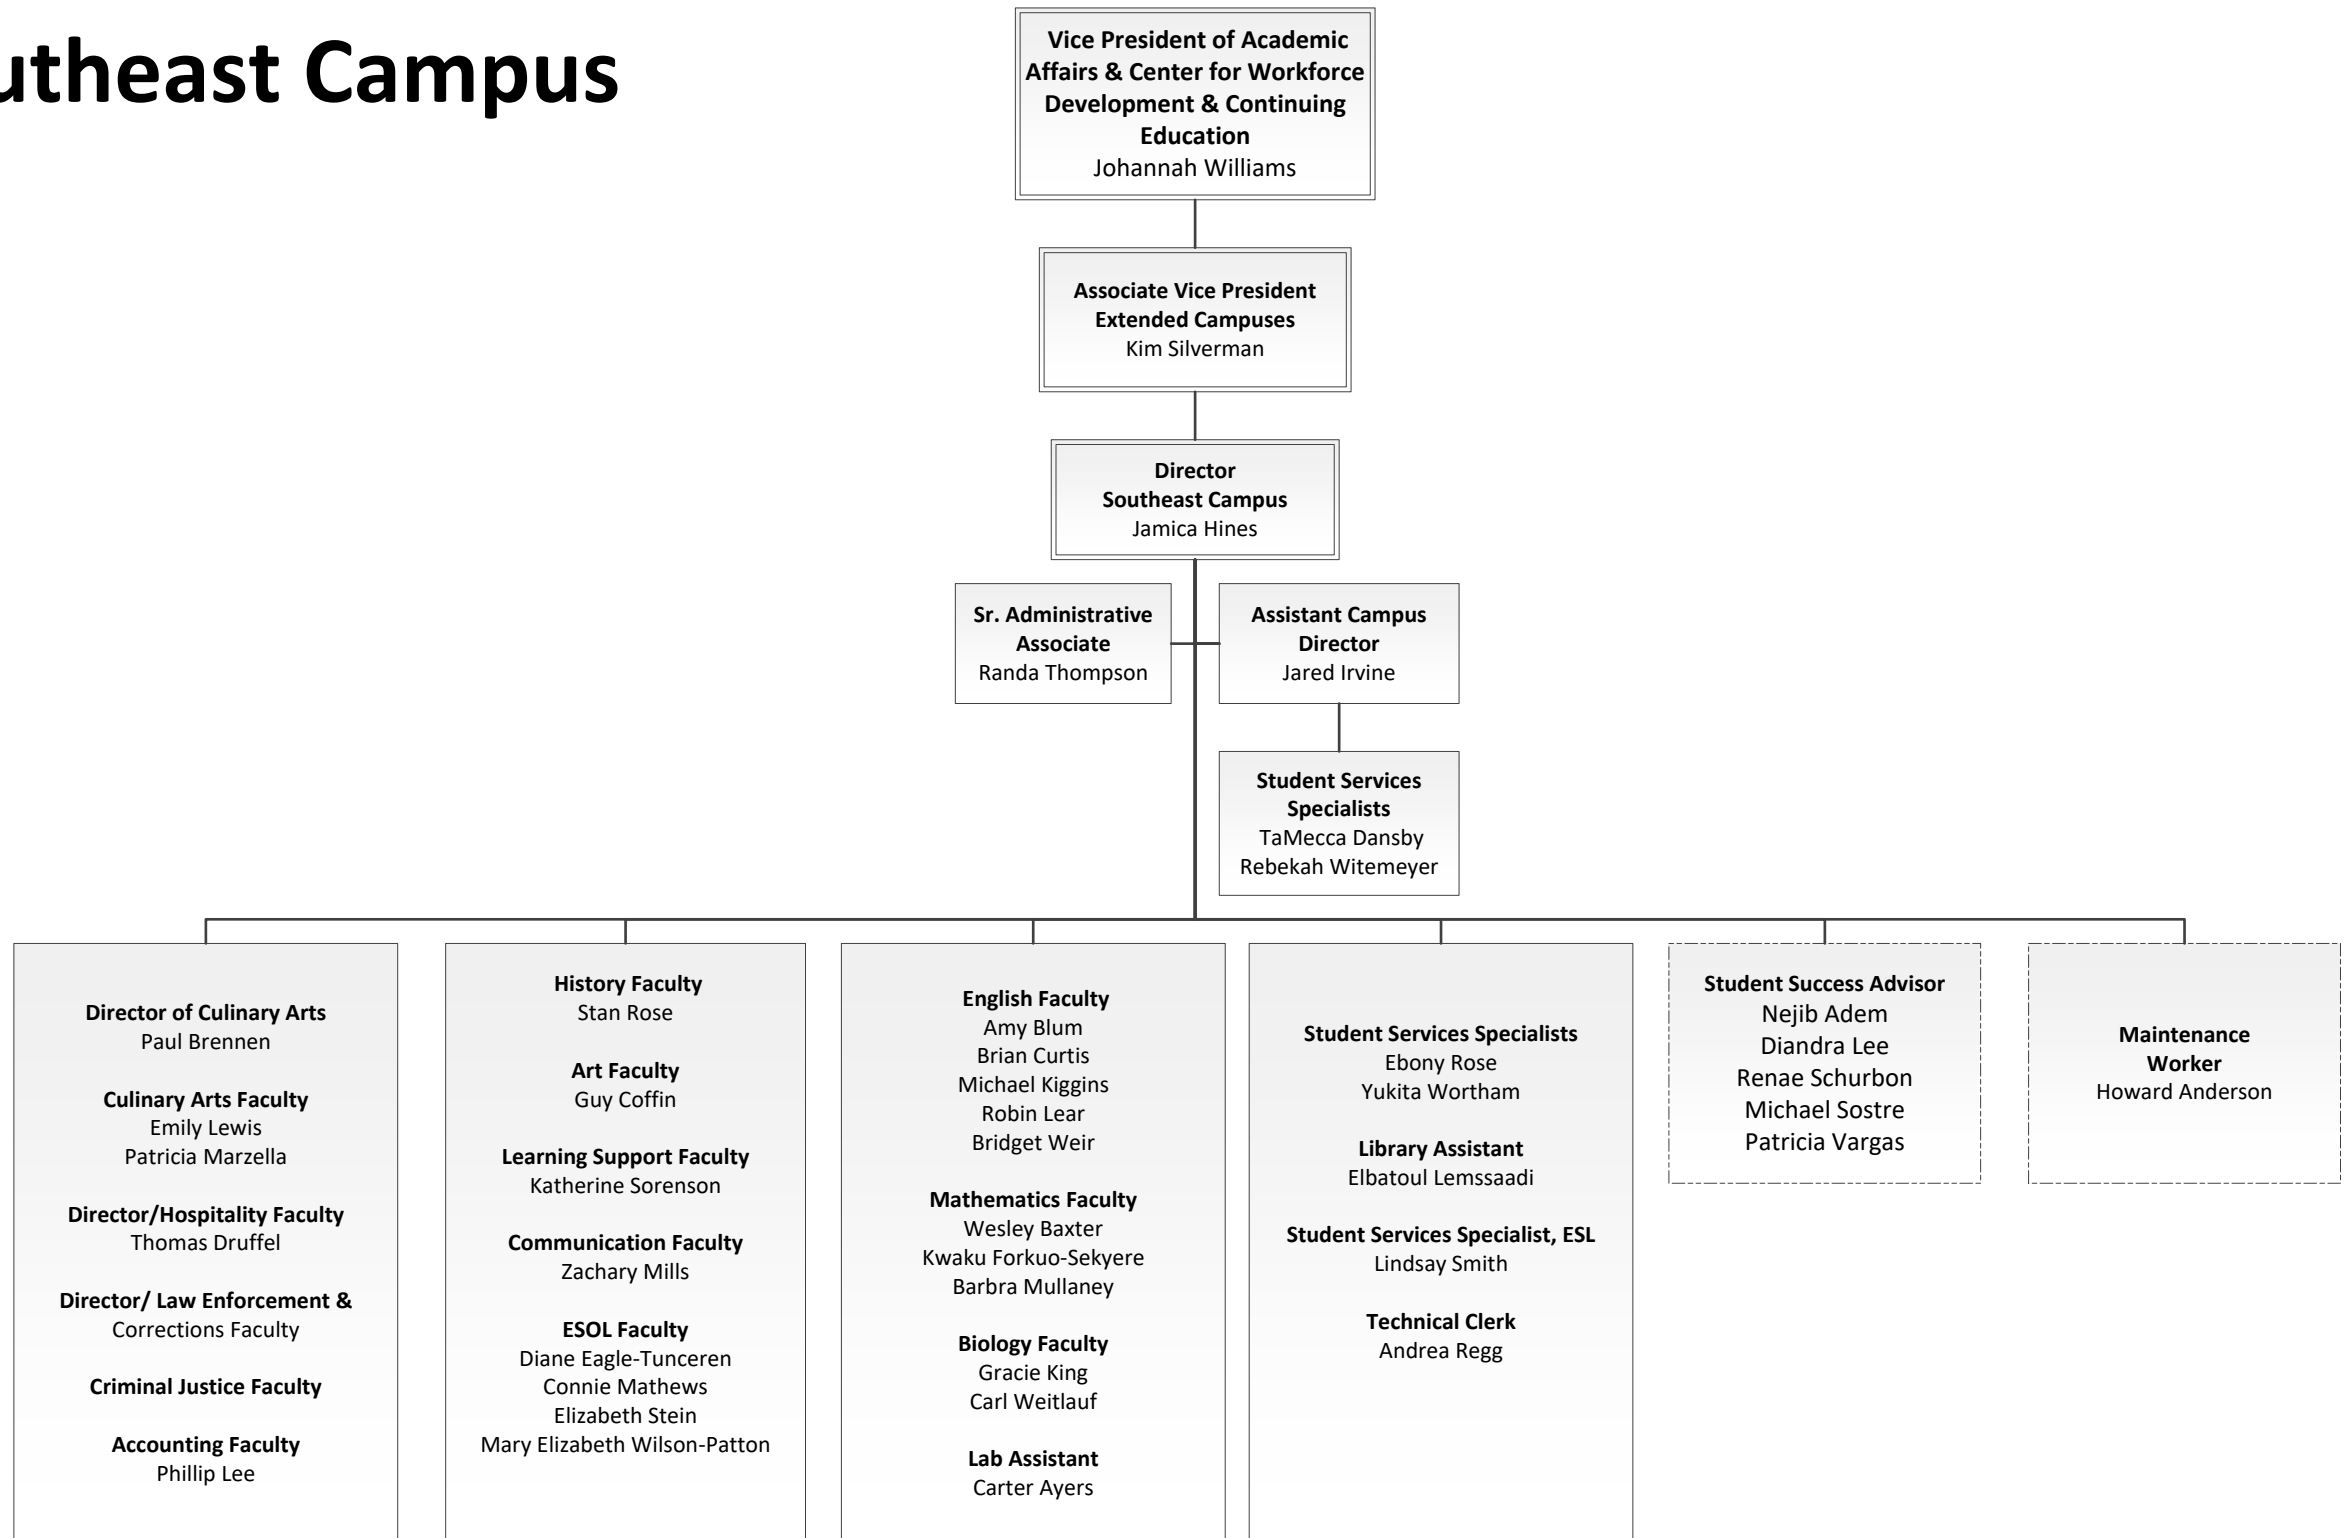 utheast Campus
Vice President of Academic
Affairs & Center for Workforce
Development & Continuing
Education
Johannah Williams
Associate Vice President
Extended Campuses
Kim Silverman
Director
Southeast Campus
Jamica Hines
Sr. Administrative
Associate
Randa Thompson
Assistant Campus
Director
Jared Irvine
Student Services
Specialists
TaMecca Dansby
Rebekah Witemeyer
Director of Culinary Arts
Paul Brennen
Culinary Arts Faculty
Emily Lewis
Patricia Marzella
Director/Hospitality Faculty
Thomas Druffel
Director/ Law Enforcement &
Corrections Faculty
Criminal Justice Faculty
Accounting Faculty
Phillip Lee
History Faculty
Stan Rose
Art Faculty
Guy Coffin
Learning Support Faculty
Katherine Sorenson
Communication Faculty
Zachary Mills
ESOL Faculty
Diane Eagle-Tunceren
Connie Mathews
Elizabeth Stein
Mary Elizabeth Wilson-Patton
English Faculty
Amy Blum
Brian Curtis
Michael Kiggins
Robin Lear
Bridget Weir
Mathematics Faculty
Wesley Baxter
Kwaku Forkuo-Sekyere
Barbra Mullaney
Biology Faculty
Gracie King
Carl Weitlauf
Lab Assistant
Carter Ayers
Student Services Specialists
Ebony Rose
Yukita Wortham
Library Assistant
Elbatoul Lemssaadi
Student Services Specialist, ESL
Lindsay Smith
Technical Clerk
Andrea Regg
Student Success Advisor
Nejib Adem
Diandra Lee
Renae Schurbon
Michael Sostre
Patricia Vargas
Maintenance
Worker
Howard Anderson